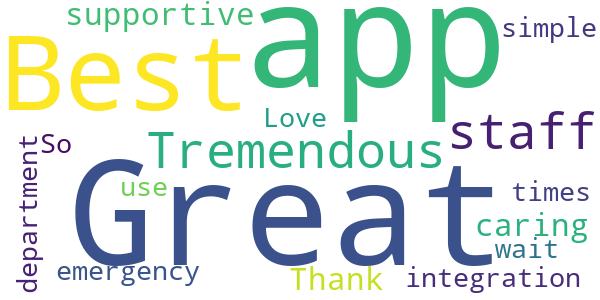 supportive
app
simple
Best
Love
staff
So
Tremendous
department
Great
use
times
caring
wait
emergency
Thank
integration